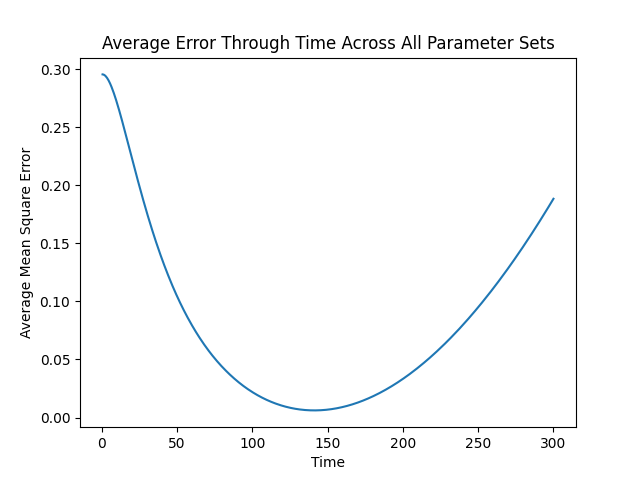 Average Error Through Time Across All Parameter Sets
0.30
0.25
0.20
0.15
0.10
0.05
0.00
Average Mean Square Error
0 50 100 150 200 250 300
Time